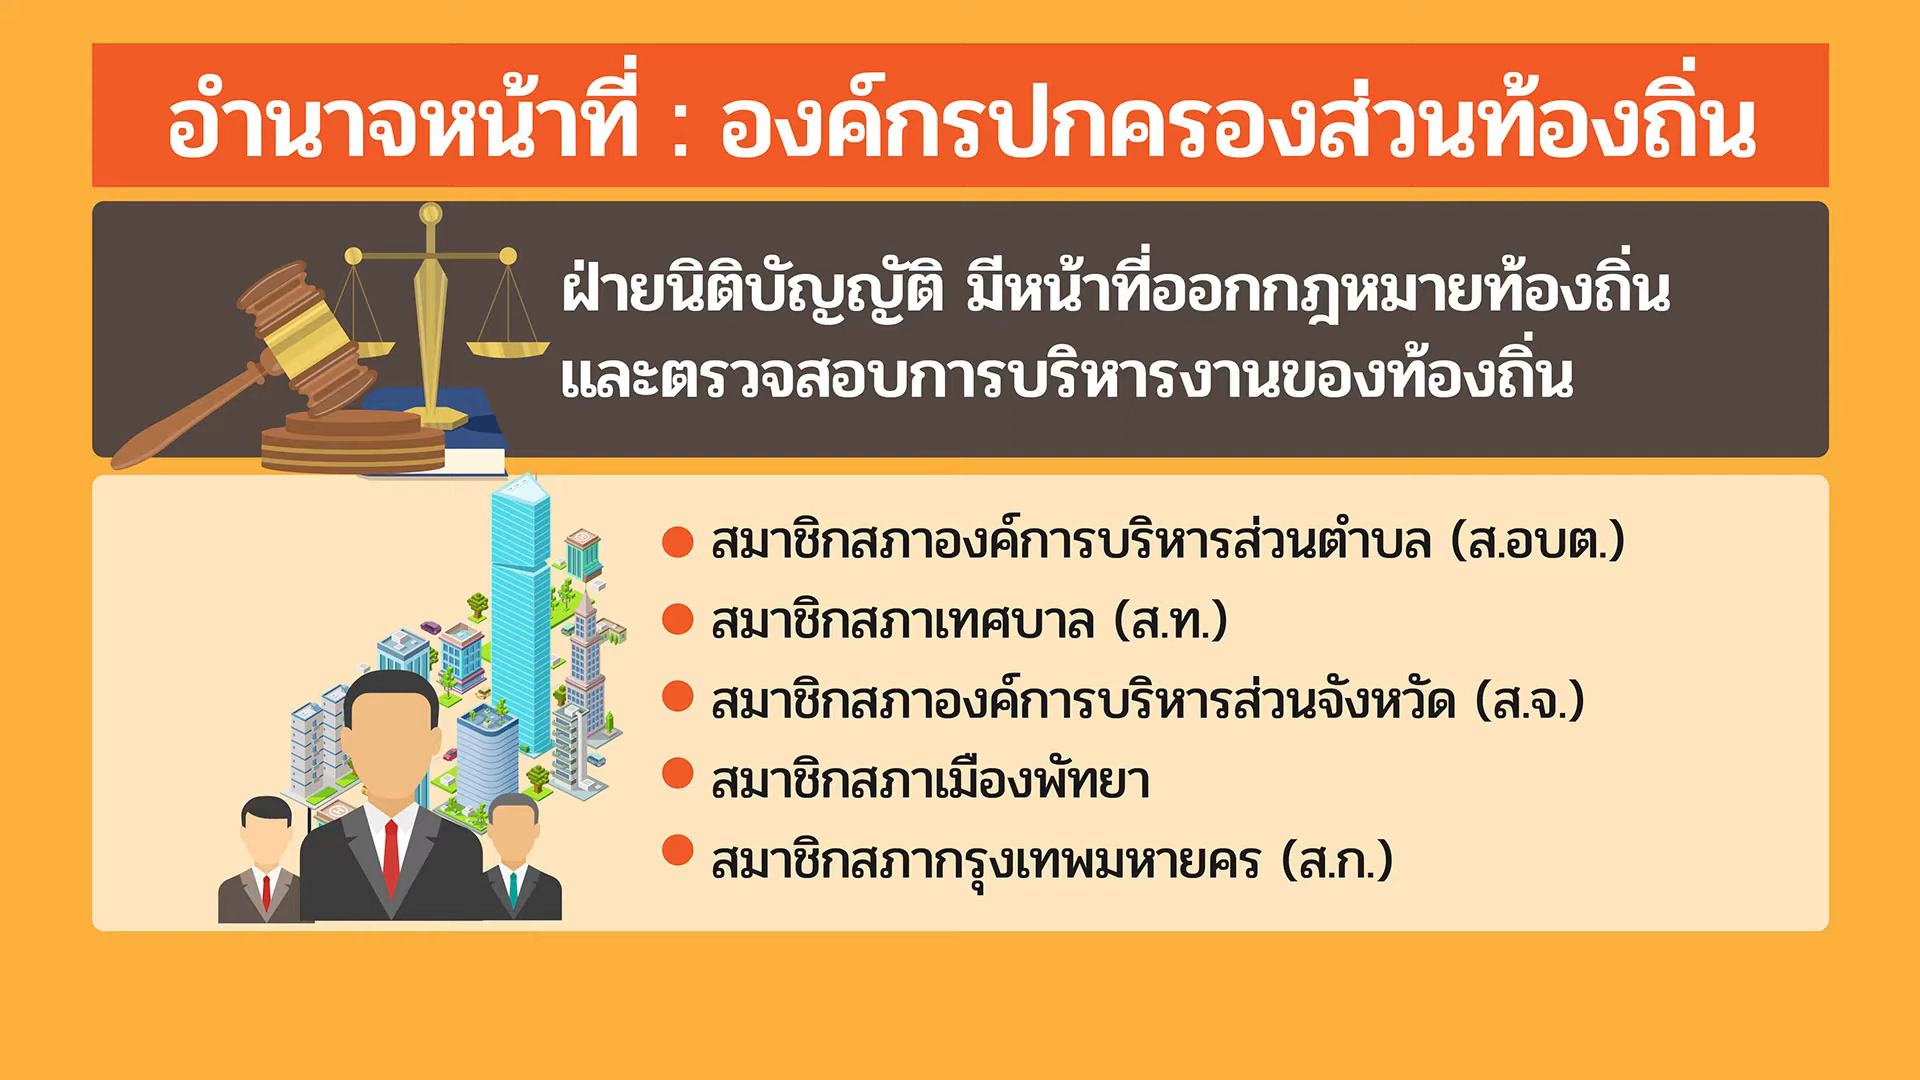 อำนาจหน้าที่ : องค์กรปกครองส่วนท้องถิ่น
ฝ่ายนิติบัญญัติ มีหน้าที่ออกกฎหมายท้องถิ่น
และตรวจสอบการบริหารงานของท้องถิ่น
สมาชิกสภาองค์การบริหารส่วนตำบล (ส.อบต.)
สมาชิกสภาเทศบาล (ส.ท.)
สมาชิกสภาองค์การบริหารส่วนจังหวัด (ส.จ.)
สมาชิกสภาเมืองพัทยา
สมาชิกสภากรุงเทพมหายคร (ส.ก.)